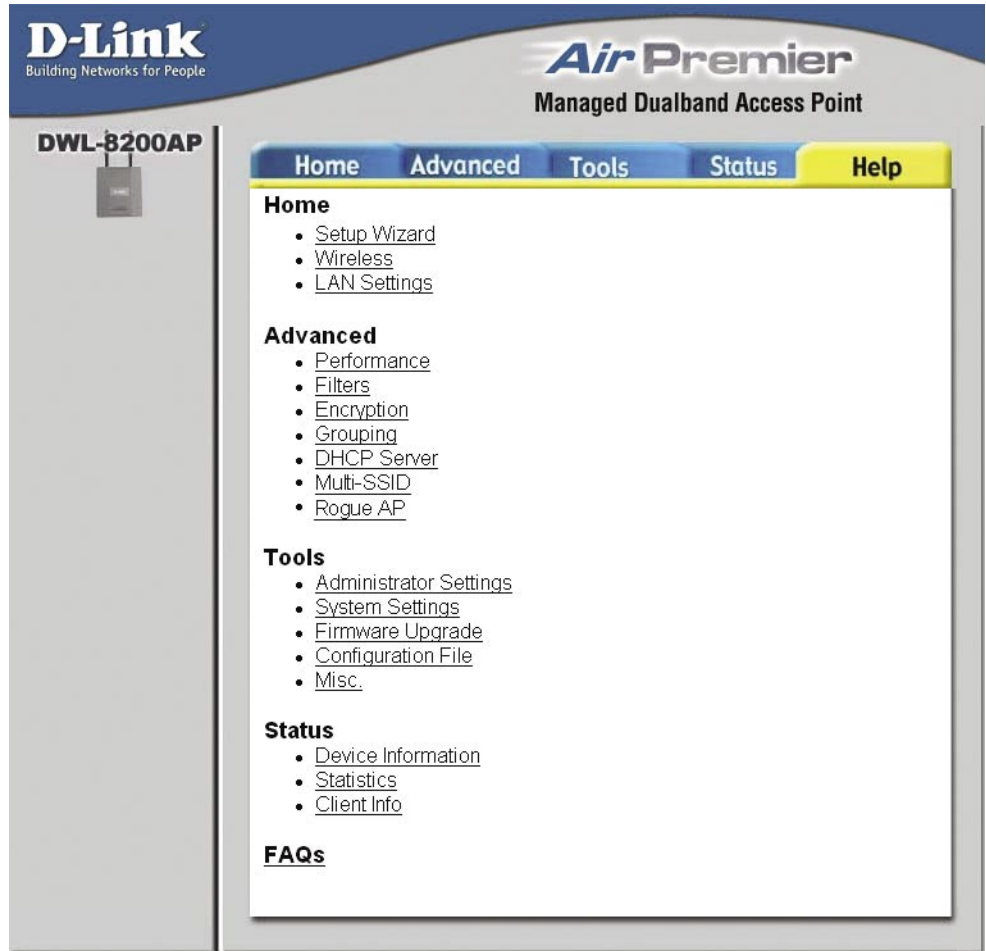 D-Link
Building Networks for People
Air Premier
Managed Dualband Access Point
DWL-8200AP
Home Advanced Tools Status Help
Home
Setup Wizard
Wireless
LAN Settings
Advanced
Performance
Filters
Encryption
Grouping
DHCP Server
Multi-SSID
Rogue AP
Tools
Administrator Settings
System Settings
Firmware Upgrade
Configuration File
Misc.
Status
Device Information
Statistics
Client Info
FAQs